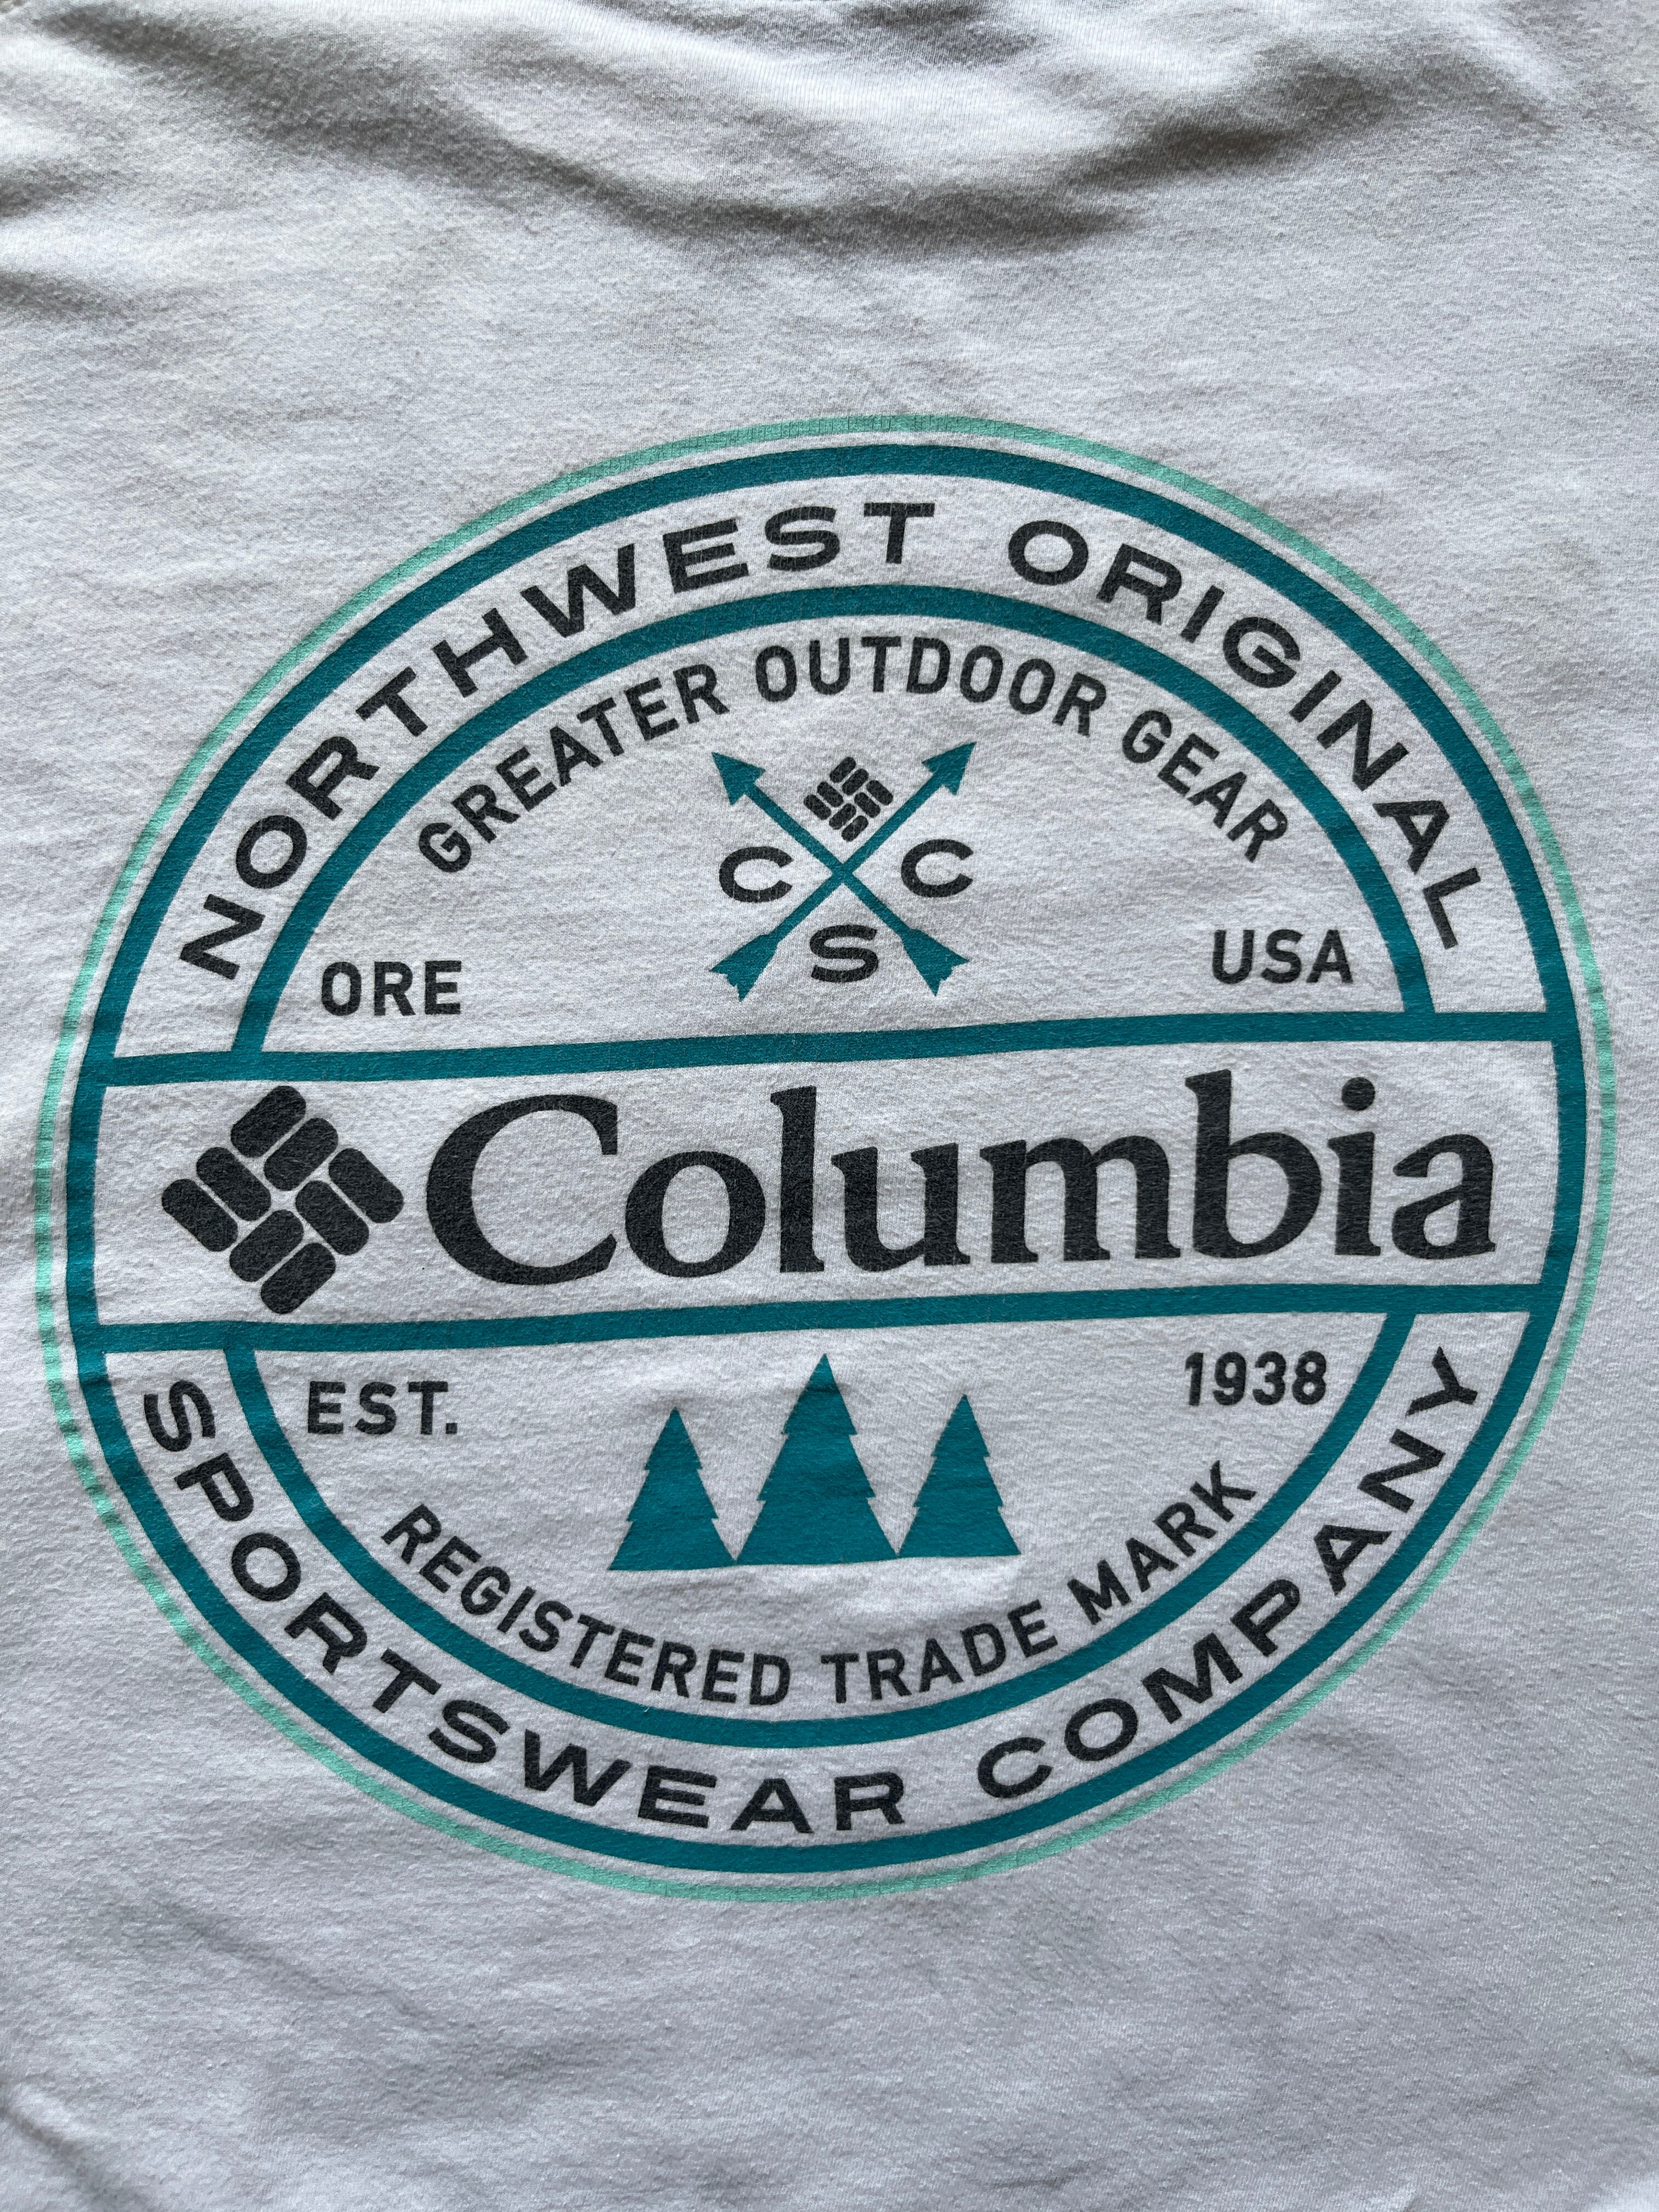 NORTHWEST ORIGINAL
GREATER OUTDOOR GEAR
C C
S
ORE USA
Columbia
EST. 1938
REGISTERED TRADE MARK
SPORTSWEAR COMPANY